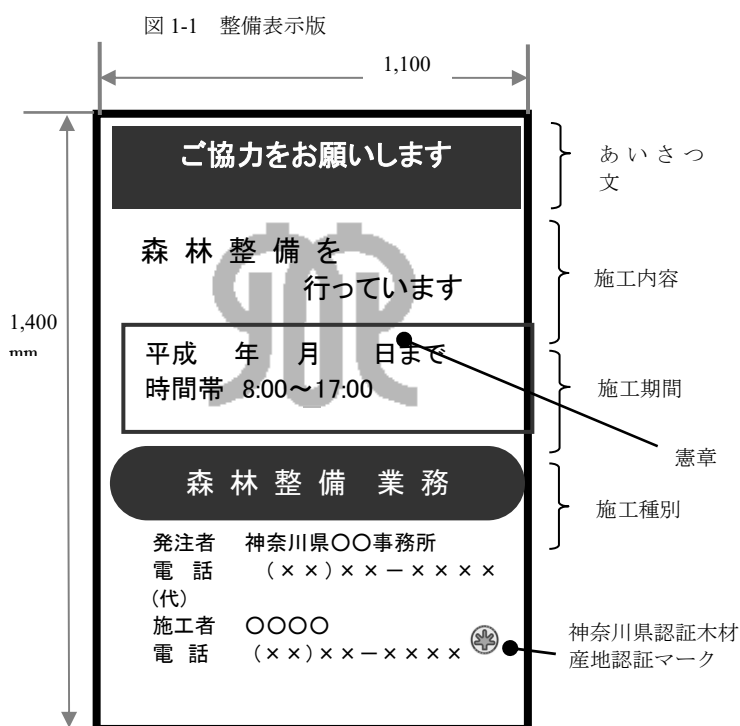 図 1-1　整備表示版
1,100
ご協力をお願いします
あ い さ つ
文
森 林 整 備 を
行っています
施工内容
1,400
mm
平成　年　月　日まで
時間帯 8:00～17:00
施工期間
憲章
森 林 整 備 業 務
施工種別
発注者　神奈川県〇〇事務所
電　話　（××）××－××××
(代)
施工者　〇〇〇〇
電　話　（××）××－××××
神奈川県認証木材
産地認証マーク